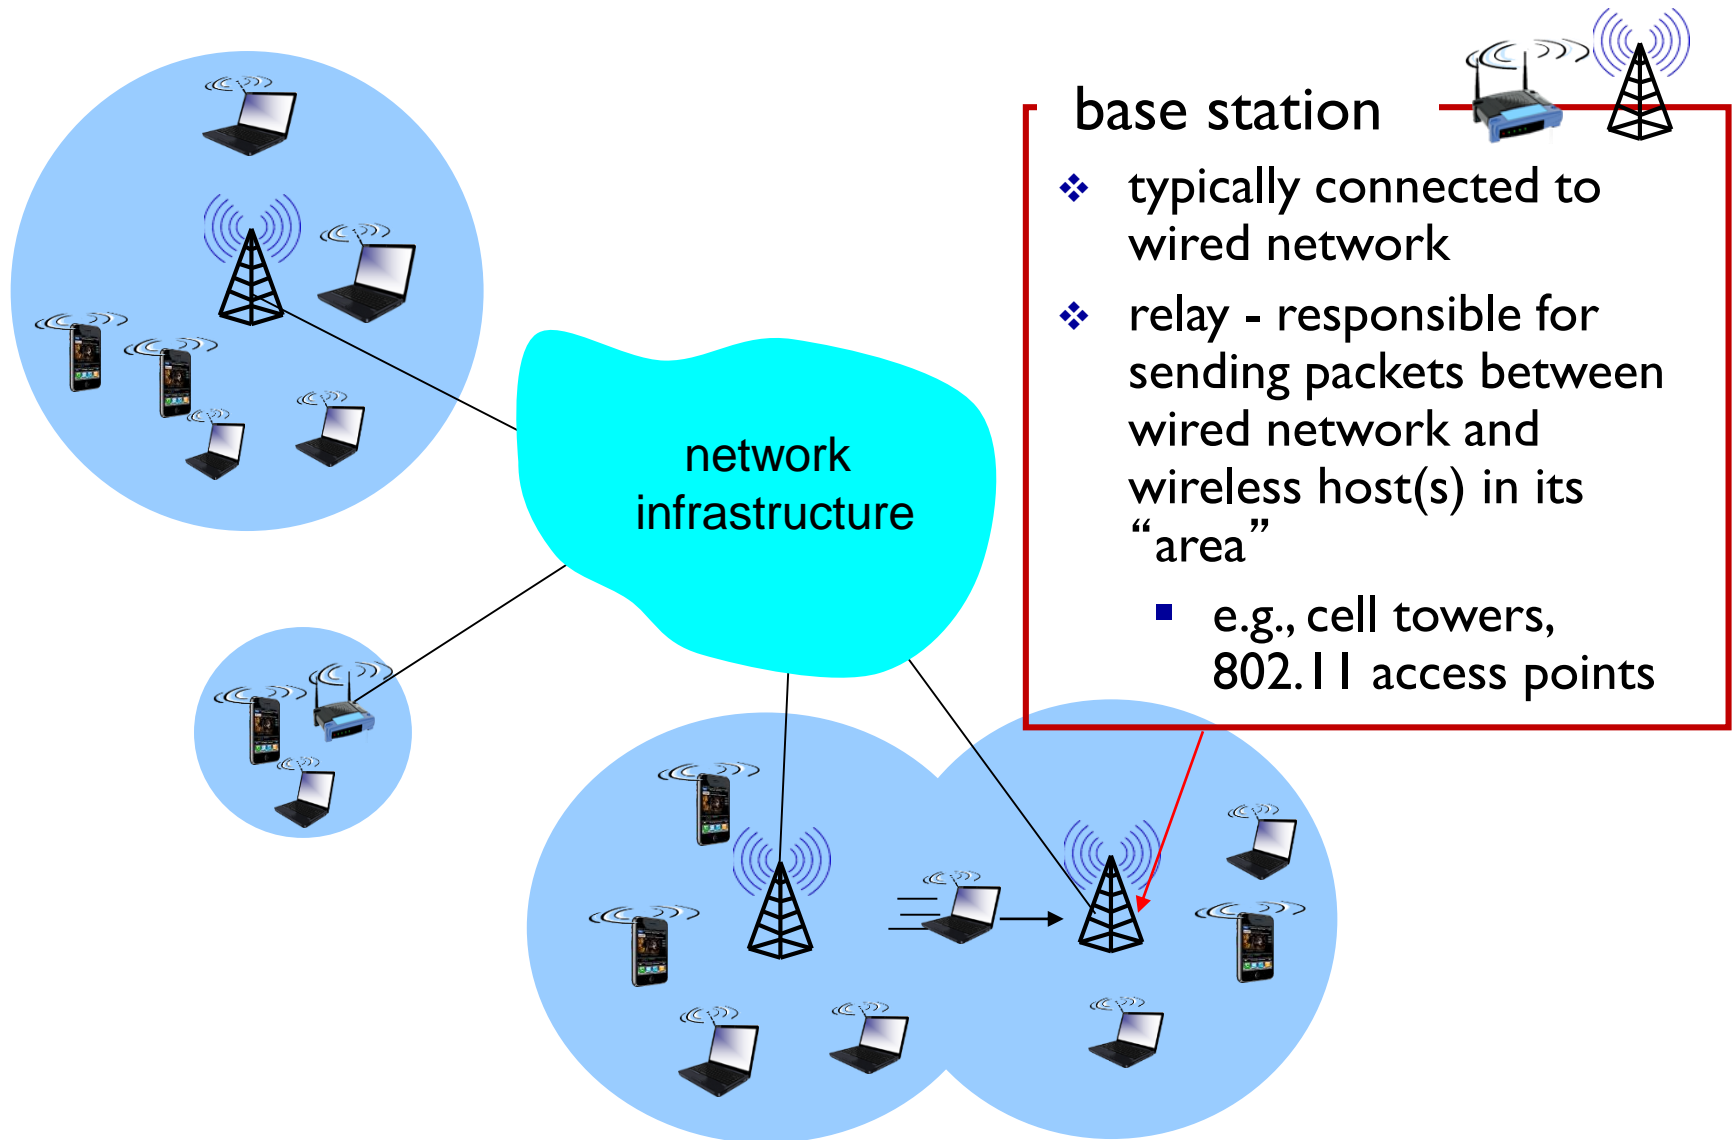 base station
❖ typically connected to
wired network
❖ relay - responsible for
sending packets between
wired network and
wireless host(s) in its
“area”
▪ e.g., cell towers,
802.11 access points
network
infrastructure